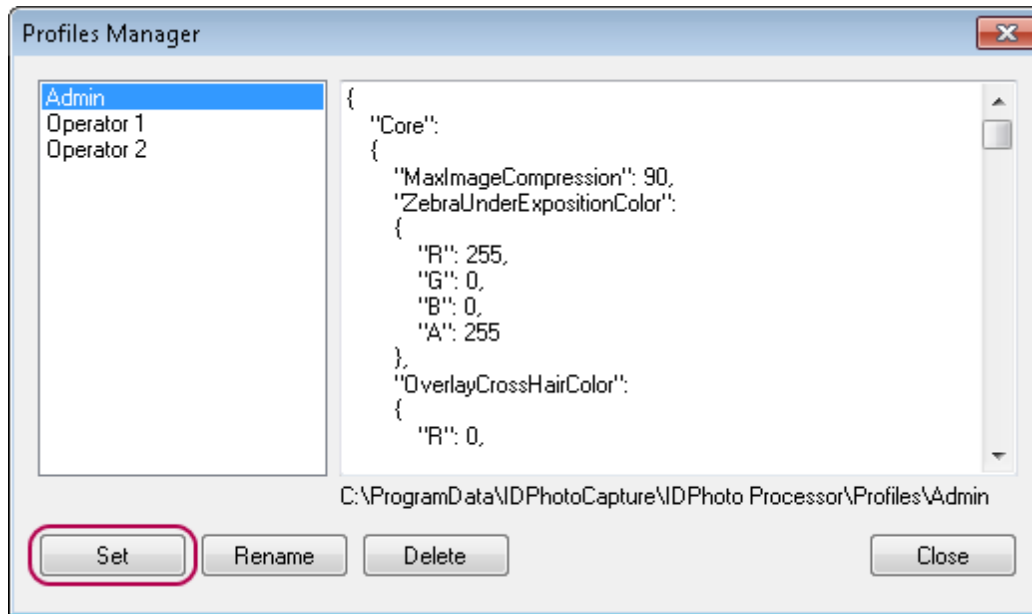 Profiles Manager
Admin
Operator 1
Operator 2
{
"Core":
{
"MaxImageCompression": 90,
"ZebraUnderExpositionColor":
{
"R": 255,
"G": 0,
"B": 0,
"A": 255
},
"OverlayCrossHairColor":
{
"R": 0,
C:\ProgramData\IDPhotoCapture\IDPhoto Processor\Profiles\Admin
Set Rename Delete Close